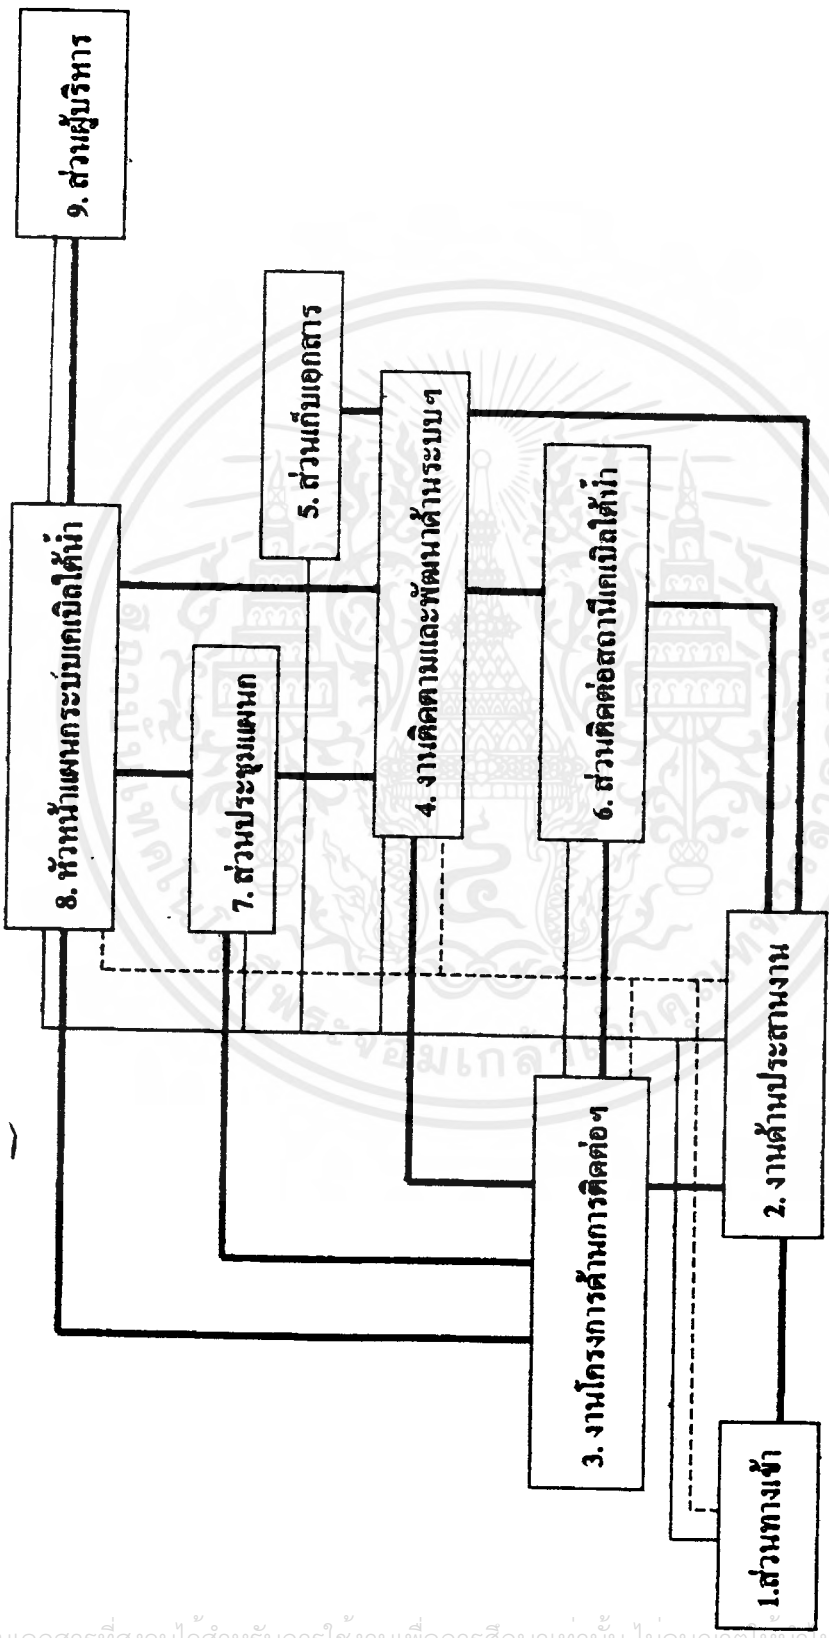 9. ส่วนผู้บริหาร
8. หัวหน้าแผนกระบบเคเบิลใต้น้ำ
5. ส่วนเก็บเอกสาร
7. ส่วนประชุมแผนก
4. งานติดตามและพัฒนาด้านระบบฯ
6. ส่วนติดต่อสถานีเคเบิลใต้น้ำ
3. งานโครงการด้านการติดต่อฯ
2. งานด้านประสานงาน
1.ส่วนทางเข้า